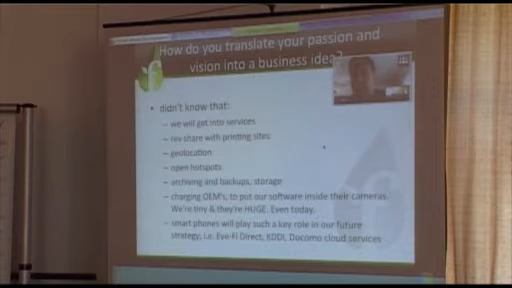 How do you translate your passion and
vision into a business idea?
• didn't know that:
– we will get into services
– rev share with printing sites
– geolocation
– open hotspots
– archiving and backups, storage
– charging OEM's, to put our software inside their cameras.
We're tiny & they're HUGE. Even today.
– smart phones will play such a key role in our future
strategy, i.e. Eye-Fi Direct, KDDI, Docomo cloud services